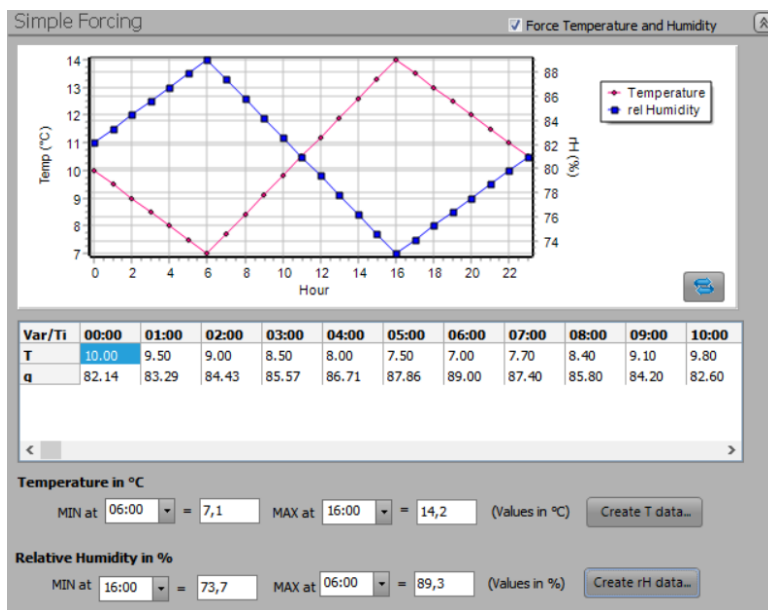 Simple Forcing Force Temperature and Humidity
14
13
12
11
10
9
8
7
Temp (°C)
88
86
84
82
80
78
76
74
rH (%)
0 2 4 6 8 10 12 14 16 18 20 22
Hour
Temperature
rel Humidity
Var/Ti 00:00 01:00 02:00 03:00 04:00 05:00 06:00 07:00 08:00 09:00 10:00
T 10.00 9.50 9.00 8.50 8.00 7.50 7.00 7.70 8.40 9.10 9.80
q 82.14 83.29 84.43 85.57 86.71 87.86 89.00 87.40 85.80 84.20 82.60
Temperature in °C
MIN at 06:00 = 7,1 MAX at 16:00 = 14,2 (Values in °C) Create T data...
Relative Humidity in %
MIN at 16:00 = 73,7 MAX at 06:00 = 89,3 (Values in %) Create rH data...